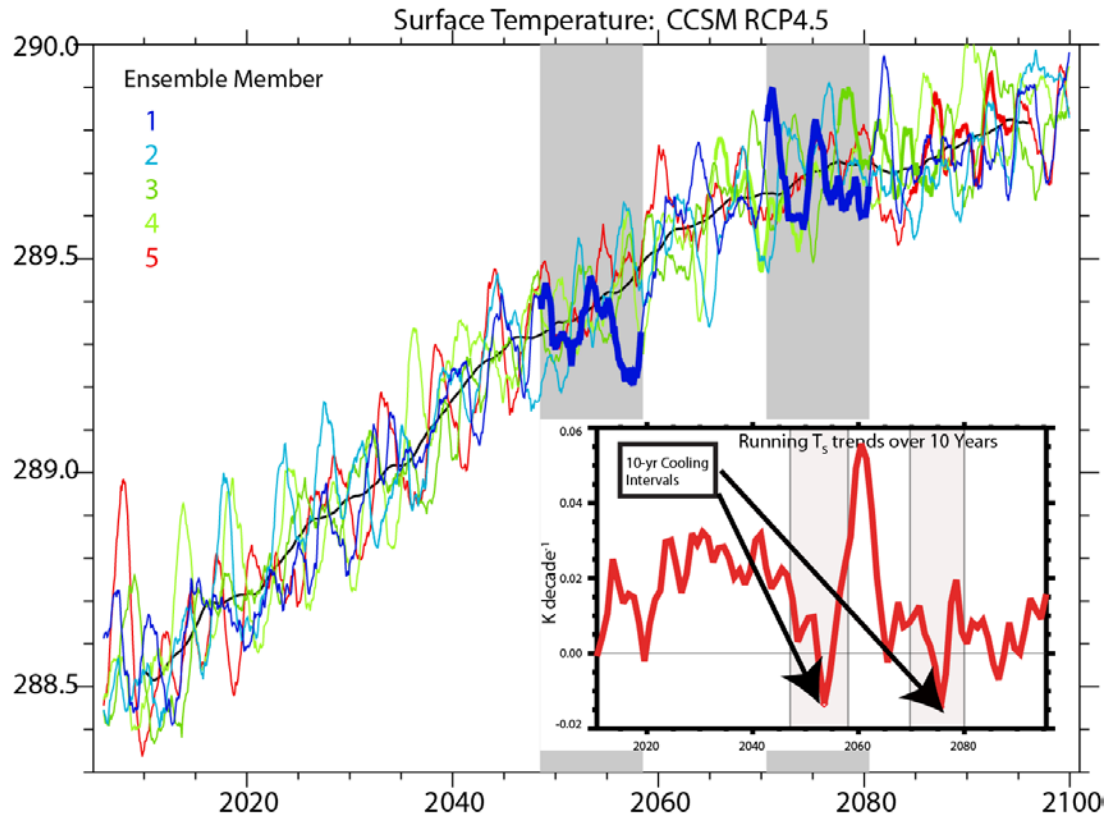 Surface Temperature: CCSM RCP4.5
290.0
289.5
289.0
288.5
Ensemble Member
1
2
3
4
5
Running Ts trends over 10 Years
10-yr Cooling
Intervals
K decade-1
0.06
0.04
0.02
0.00
-0.02
2020 2040 2060 2080
2020 2040 2060 2080 2100